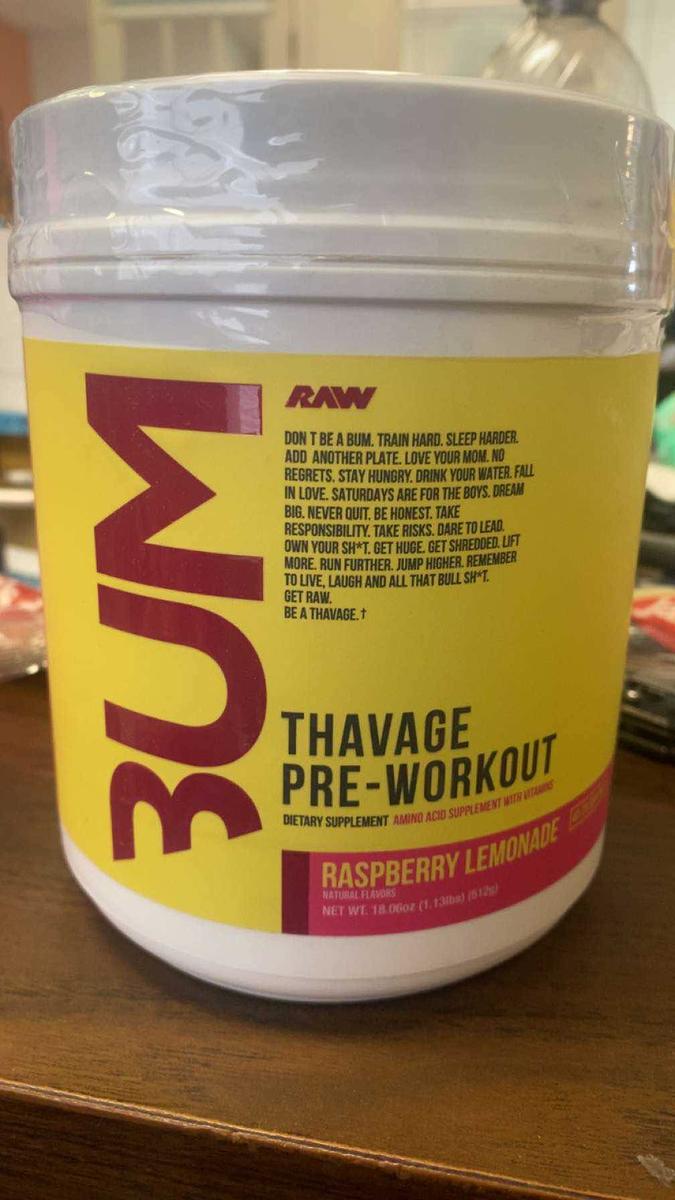 BUM
RAW
DON T BE A BUM. TRAIN HARD. SLEEP HARDER.
ADD ANOTHER PLATE. LOVE YOUR MOM. NO
REGRETS. STAY HUNGRY. DRINK YOUR WATER. FALL
IN LOVE. SATURDAYS ARE FOR THE BOYS. DREAM
BIG. NEVER QUIT. BE HONEST. TAKE
RESPONSIBILITY. TAKE RISKS. DARE TO LEAD.
OWN YOUR SH*T. GET HUGE. GET SHREDDED. LIFT
MORE. RUN FURTHER. JUMP HIGHER. REMEMBER
TO LIVE, LAUGH AND ALL THAT BULL SH*T.
GET RAW.
BE A THAVAGE.†
THAVAGE
PRE-WORKOUT
DIETARY SUPPLEMENT AMINO ACID SUPPLEMENT WITH VITAMINS
RASPBERRY LEMONADE
NATURAL FLAVORS
NET WT. 18.06oz (1.13lbs) (512g)